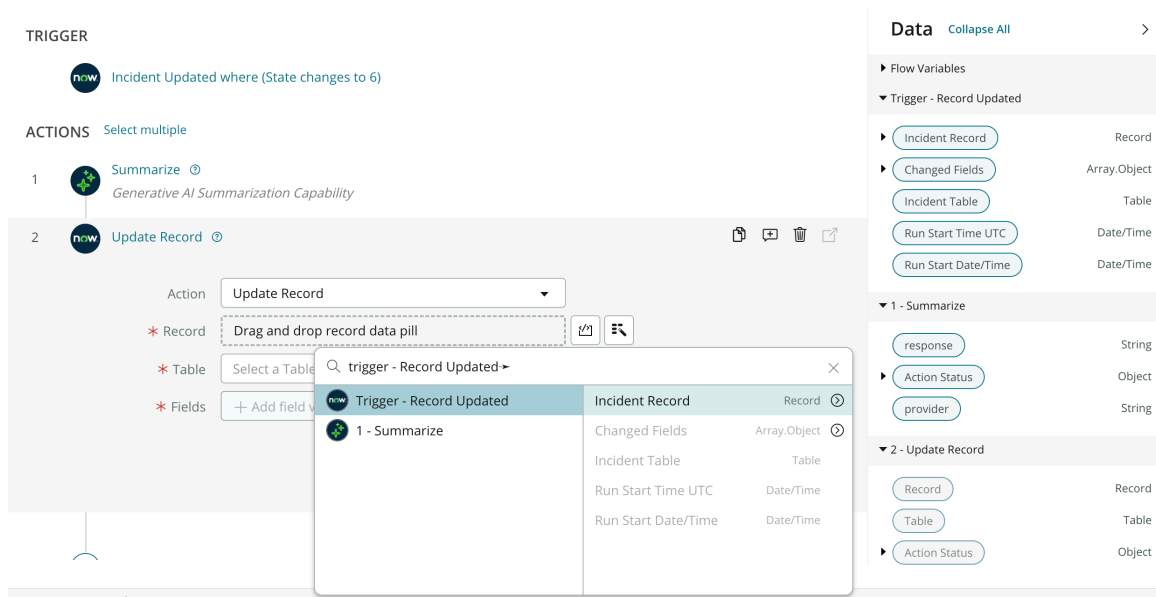 TRIGGER
now Incident Updated where (State changes to 6)
ACTIONS Select multiple
1 Summarize
Generative AI Summarization Capability
2 now Update Record
Action Update Record
* Record Drag and drop record data pill
* Table Select a Table
* Fields + Add field v
trigger - Record Updated➛
now Trigger - Record Updated
1 - Summarize
Incident Record Record
Changed Fields Array.Object
Incident Table Table
Run Start Time UTC Date/Time
Run Start Date/Time Date/Time
Data Collapse All
Flow Variables
Trigger - Record Updated
Incident Record Record
Changed Fields Array.Object
Incident Table Table
Run Start Time UTC Date/Time
Run Start Date/Time Date/Time
1 - Summarize
response String
Action Status Object
provider String
2 - Update Record
Record Record
Table Table
Action Status Object